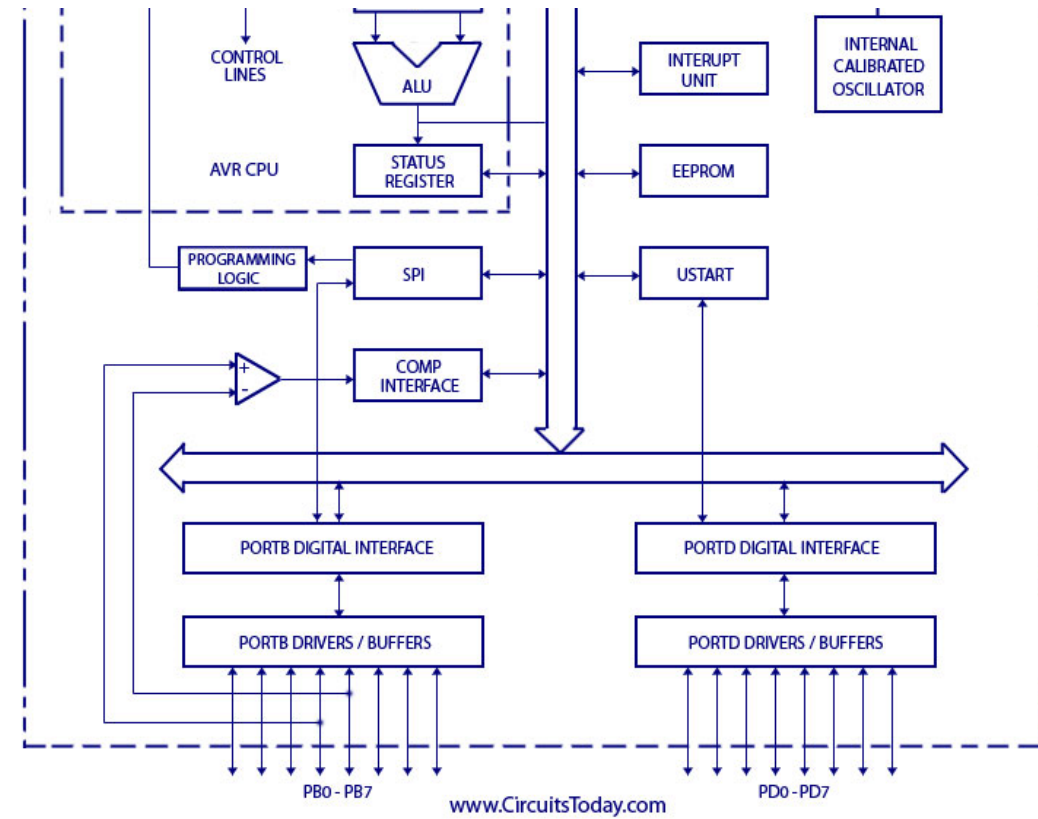 CONTROL
LINES
ALU
INTERUPT
UNIT
INTERNAL
CALIBRATED
OSCILLATOR
AVR CPU
STATUS
REGISTER
EEPROM
PROGRAMMING
LOGIC
SPI
USTART
+
-
COMP
INTERFACE
PORTB DIGITAL INTERFACE
PORTD DIGITAL INTERFACE
PORTB DRIVERS / BUFFERS
PORTD DRIVERS / BUFFERS
PB0 - PB7
PD0 - PD7
www.CircuitsToday.com